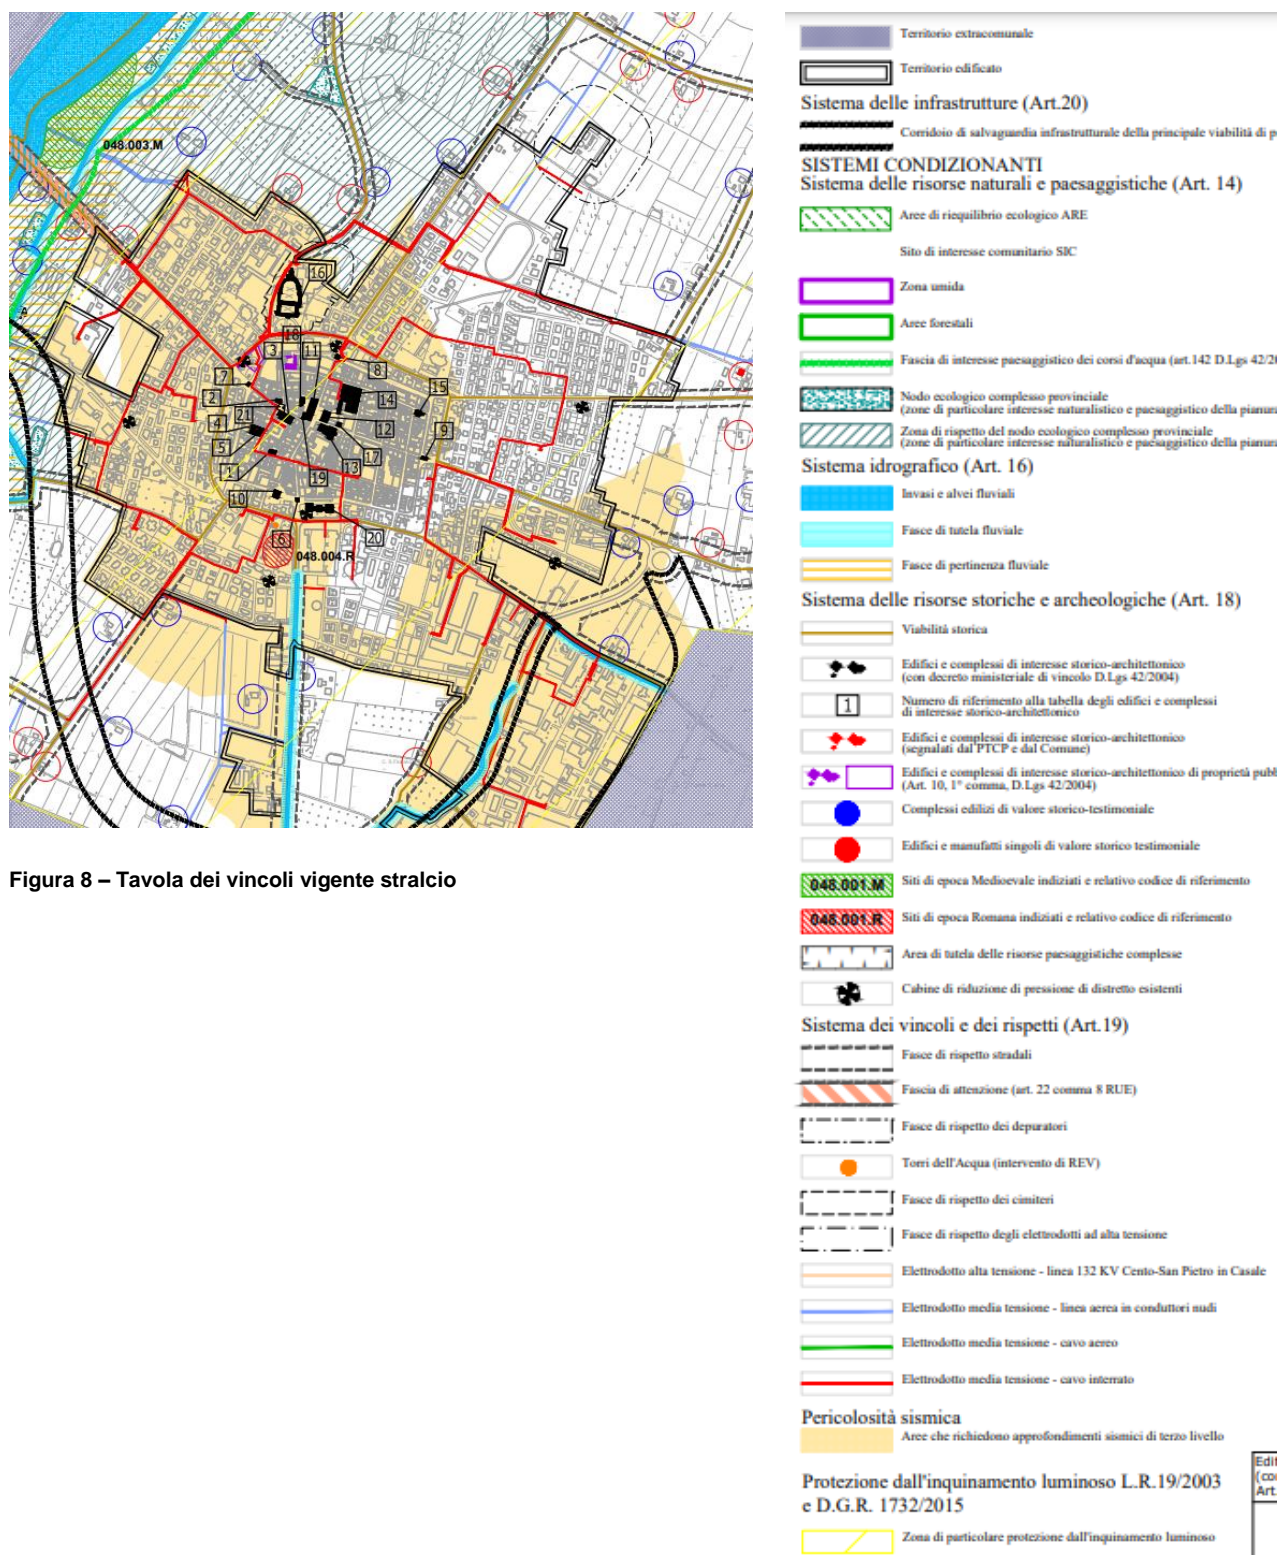 048.003.M
16
18
3
11
7
8
2
15
14
21
4
12
9
5
17
1
13
19
10
6
20
048.004.R
Figura 8 – Tavola dei vincoli vigente stralcio
Territorio extracomunale
Territorio edificato
Sistema delle infrastrutture (Art.20)
Corridoio di salvaguardia infrastrutturale della principale viabilità di p
SISTEMI CONDIZIONANTI
Sistema delle risorse naturali e paesaggistiche (Art. 14)
Aree di riequilibrio ecologico ARE
Sito di interesse comunitario SIC
Zona umida
Aree forestali
Fascia di interesse paesaggistico dei corsi d'acqua (art.142 D.Lgs 42/20
Nodo ecologico complesso provinciale
(zone di particolare interesse naturalistico e paesaggistico della pianura
Zona di rispetto del nodo ecologico complesso provinciale
(zone di particolare interesse naturalistico e paesaggistico della pianura
Sistema idrografico (Art. 16)
Invasi e alvei fluviali
Fasce di tutela fluviale
Fasce di pertinenza fluviale
Sistema delle risorse storiche e archeologiche (Art. 18)
Viabilità storica
Edifici e complessi di interesse storico-architettonico
(con decreto ministeriale di vincolo D.Lgs 42/2004)
1
Numero di riferimento alla tabella degli edifici e complessi
di interesse storico-architettonico
Edifici e complessi di interesse storico-architettonico
(segnalati dal PTCP e dal Comune)
Edifici e complessi di interesse storico-architettonico di proprietà pubb
(Art. 10, 1° comma, D.Lgs 42/2004)
Complessi edilizi di valore storico-testimoniale
Edifici e manufatti singoli di valore storico testimoniale
048.001.M Siti di epoca Medioevale indiziati e relativo codice di riferimento
048.001.R Siti di epoca Romana indiziati e relativo codice di riferimento
Area di tutela delle risorse paesaggistiche complesse
Cabine di riduzione di pressione di distretto esistenti
Sistema dei vincoli e dei rispetti (Art.19)
Fasce di rispetto stradali
Fascia di attenzione (art. 22 comma 8 RUE)
Fasce di rispetto dei depuratori
Torri dell'Acqua (intervento di REV)
Fasce di rispetto dei cimiteri
Fasce di rispetto degli elettrodotti ad alta tensione
Elettrodotto alta tensione - linea 132 KV Cento-San Pietro in Casale
Elettrodotto media tensione - linea aerea in conduttori nudi
Elettrodotto media tensione - cavo aereo
Elettrodotto media tensione - cavo interrato
Pericolosità sismica
Aree che richiedono approfondimenti sismici di terzo livello
Protezione dall'inquinamento luminoso L.R.19/2003
e D.G.R. 1732/2015
Zona di particolare protezione dall'inquinamento luminoso
Edif
(con
Art.